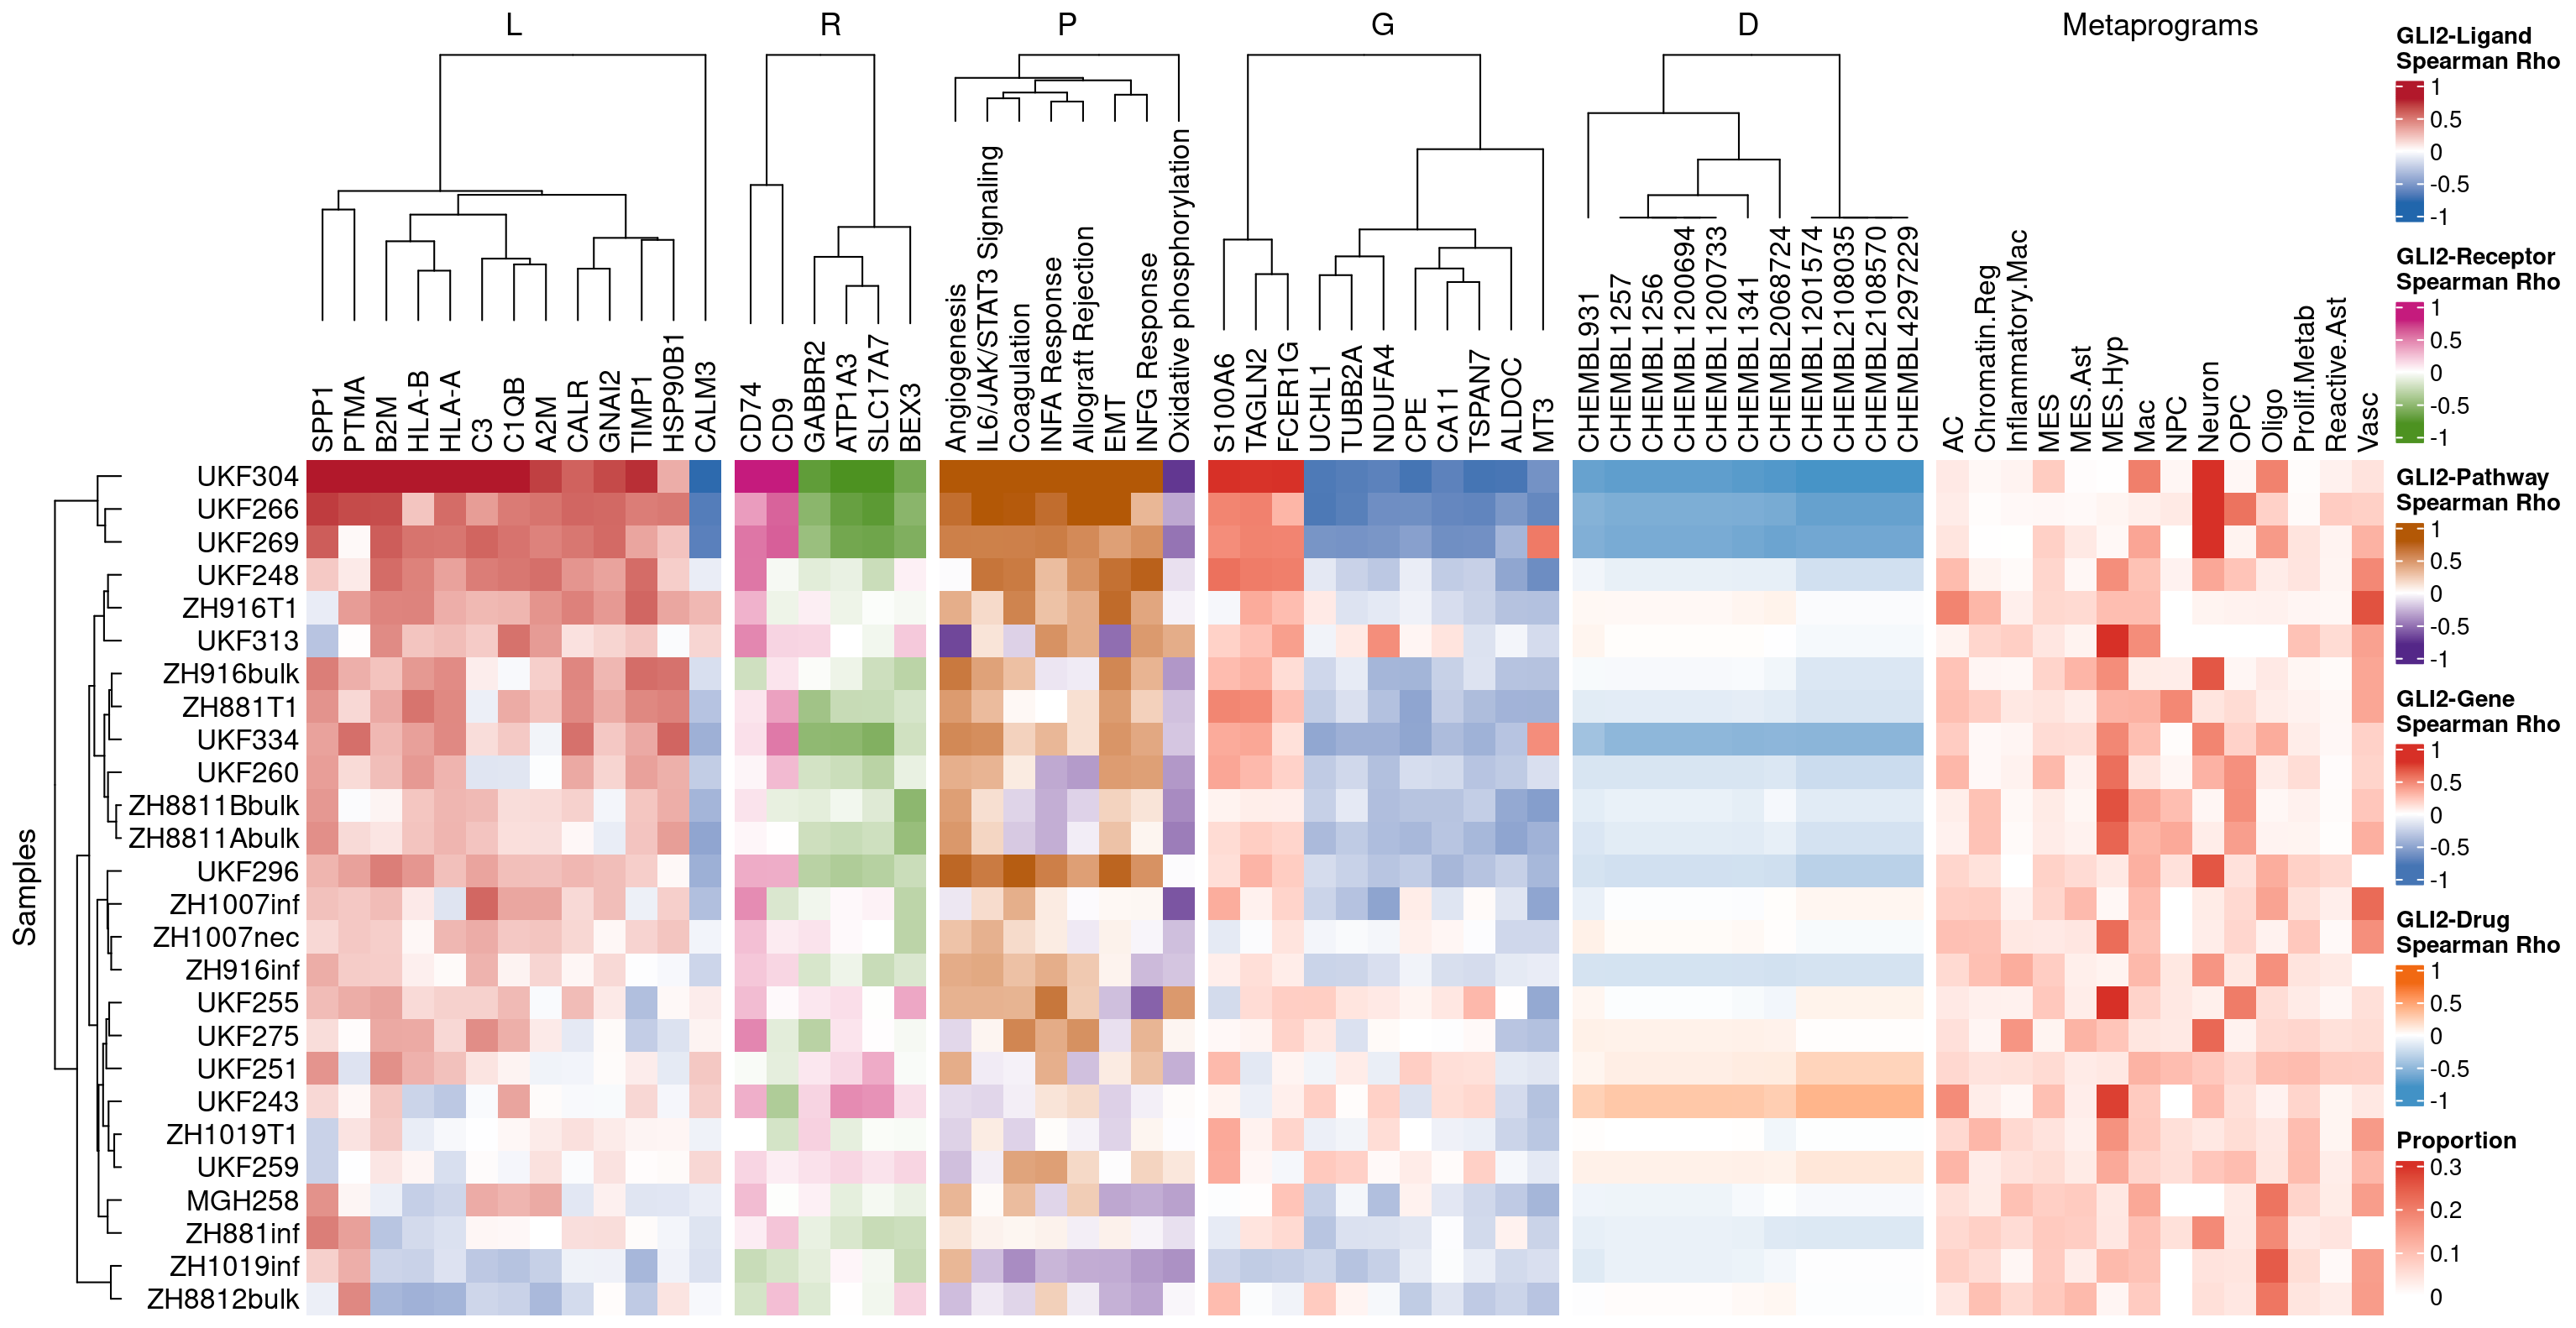 L R P G D Metaprograms
SPP1
PTMA
B2M
HLA-B
HLA-A
C3
C1QB
A2M
CALR
GNAI2
TIMP1
HSP90B1
CALM3
CD74
CD9
GABBR2
ATP1A3
SLC17A7
BEX3
Angiogenesis
IL6/JAK/STAT3 Signaling
Coagulation
INFA Response
Allograft Rejection
EMT
INFG Response
Oxidative phosphorylation
S100A6
TAGLN2
FCER1G
UCHL1
TUBB2A
NDUFA4
CPE
CA11
TSPAN7
ALDOC
MT3
CHEMBL931
CHEMBL1257
CHEMBL1256
CHEMBL1200694
CHEMBL1200733
CHEMBL1341
CHEMBL2068724
CHEMBL1201574
CHEMBL2108035
CHEMBL2108570
CHEMBL4297229
AC
Chromatin.Reg
Inflammatory.Mac
MES
MES.Ast
MES.Hyp
Mac
NPC
Neuron
OPC
Oligo
Prolif.Metab
Reactive.Ast
Vasc
Samples
UKF304
UKF266
UKF269
UKF248
ZH916T1
UKF313
ZH916bulk
ZH881T1
UKF334
UKF260
ZH8811Bbulk
ZH8811Abulk
UKF296
ZH1007inf
ZH1007nec
ZH916inf
UKF255
UKF275
UKF251
UKF243
ZH1019T1
UKF259
MGH258
ZH881inf
ZH1019inf
ZH8812bulk
GLI2-Ligand
Spearman Rho
1
0.5
0
-0.5
-1
GLI2-Receptor
Spearman Rho
1
0.5
0
-0.5
-1
GLI2-Pathway
Spearman Rho
1
0.5
0
-0.5
-1
GLI2-Gene
Spearman Rho
1
0.5
0
-0.5
-1
GLI2-Drug
Spearman Rho
1
0.5
0
-0.5
-1
Proportion
0.3
0.2
0.1
0